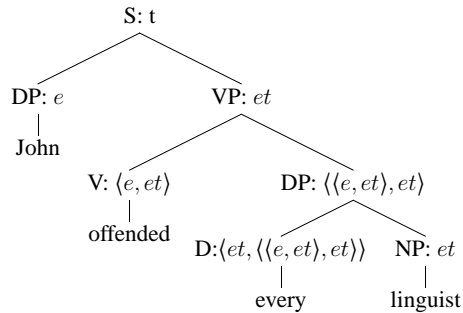 S: t
DP: e VP: et
John
V: ⟨e, et⟩ DP: ⟨⟨e, et⟩, et⟩
offended
D:⟨et, ⟨⟨e, et⟩, et⟩⟩ NP: et
every linguist